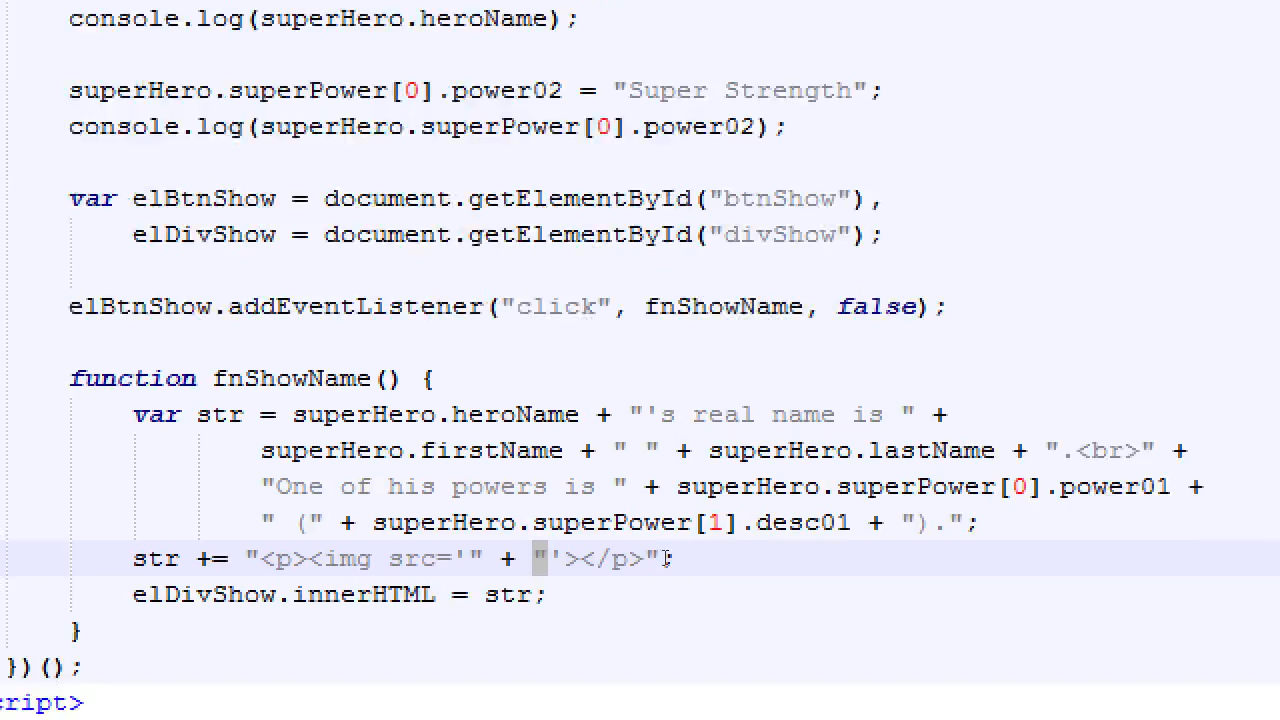 console.log(superHero.heroName);
superHero.superPower[0].power02 = "Super Strength";
console.log(superHero.superPower[0].power02);
var elBtnShow = document.getElementById("btnShow"),
elDivShow = document.getElementById("divShow");
elBtnShow.addEventListener("click", fnShowName, false);
function fnShowName() {
var str = superHero.heroName + "'s real name is " +
superHero.firstName + " " + superHero.lastName + ".<br>" +
"One of his powers is " + superHero.superPower[0].power01 +
" (" + superHero.superPower[1].desc01 + ").";
str += "<p><img src='" + "'></p>";
elDivShow.innerHTML = str;
}
})();
cript>